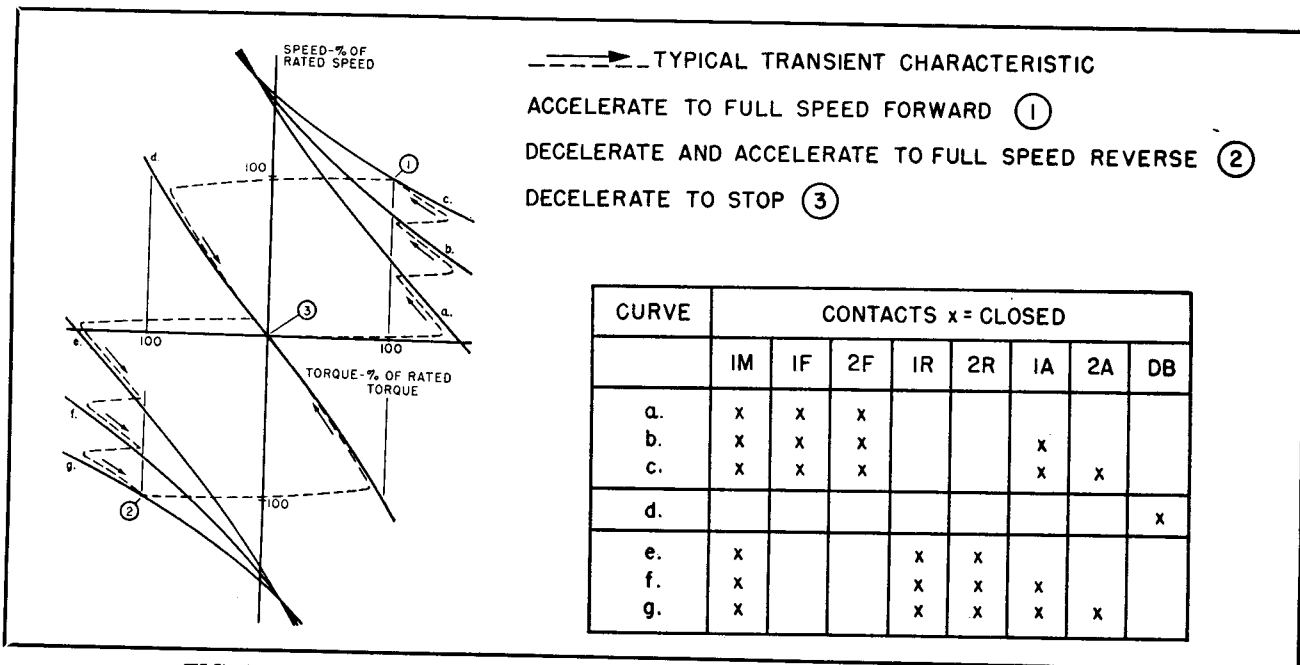 SPEED-% OF
RATED SPEED
TYPICAL TRANSIENT CHARACTERISTIC
ACCELERATE TO FULL SPEED FORWARD 1
DECELERATE AND ACCELERATE TO FULL SPEED REVERSE 2
DECELERATE TO STOP 3
d.
100
1
c.
b.
a.
3
e.
100
100
TORQUE-% OF RATED
TORQUE
f.
g.
2
100
CURVE CONTACTS x = CLOSED
1M 1F 2F 1R 2R 1A 2A DB
a. x x x
b. x x x x
c. x x x x x
d. x
e. x x x
f. x x x x
g. x x x x x